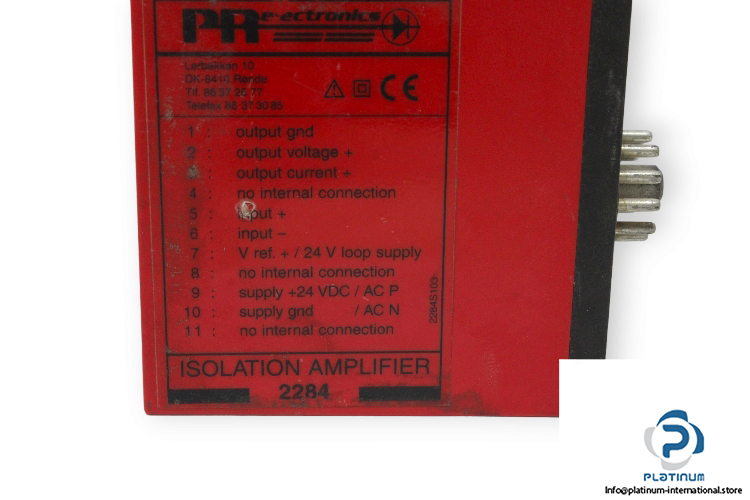 PR electronics
Lerbakken 10
DK-8410 Rønde
Tlf. 86 37 26 77
Telefax 86 37 30 85
CE
1 : output gnd
2 : output voltage +
3 : output current +
4 : no internal connection
5 : input +
6 : input –
7 : V ref. + / 24 V loop supply
8 : no internal connection
9 : supply +24 VDC / AC P
10 : supply gnd / AC N
11 : no internal connection
2284S103
ISOLATION AMPLIFIER
2284
PLATINUM
Info@platinum-international.store